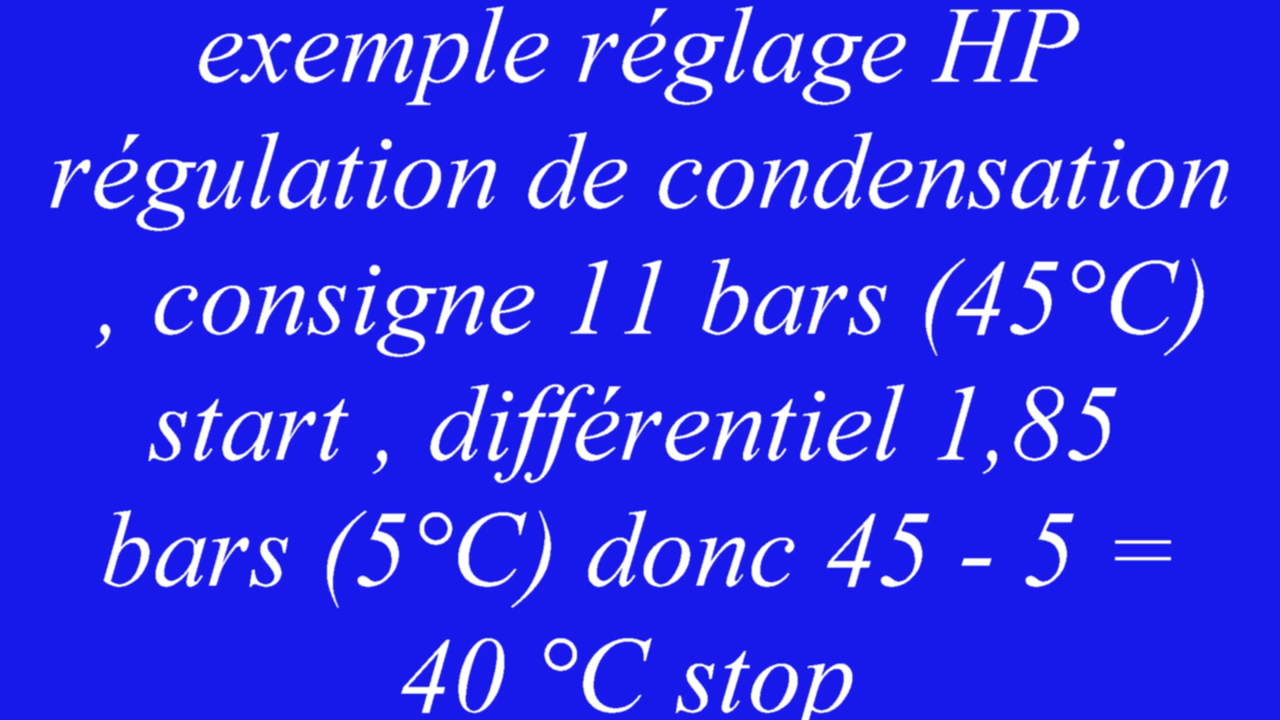 exemple réglage HP
régulation de condensation
, consigne 11 bars (45°C)
start , différentiel 1,85
bars (5°C) donc 45 - 5 =
40 °C stop